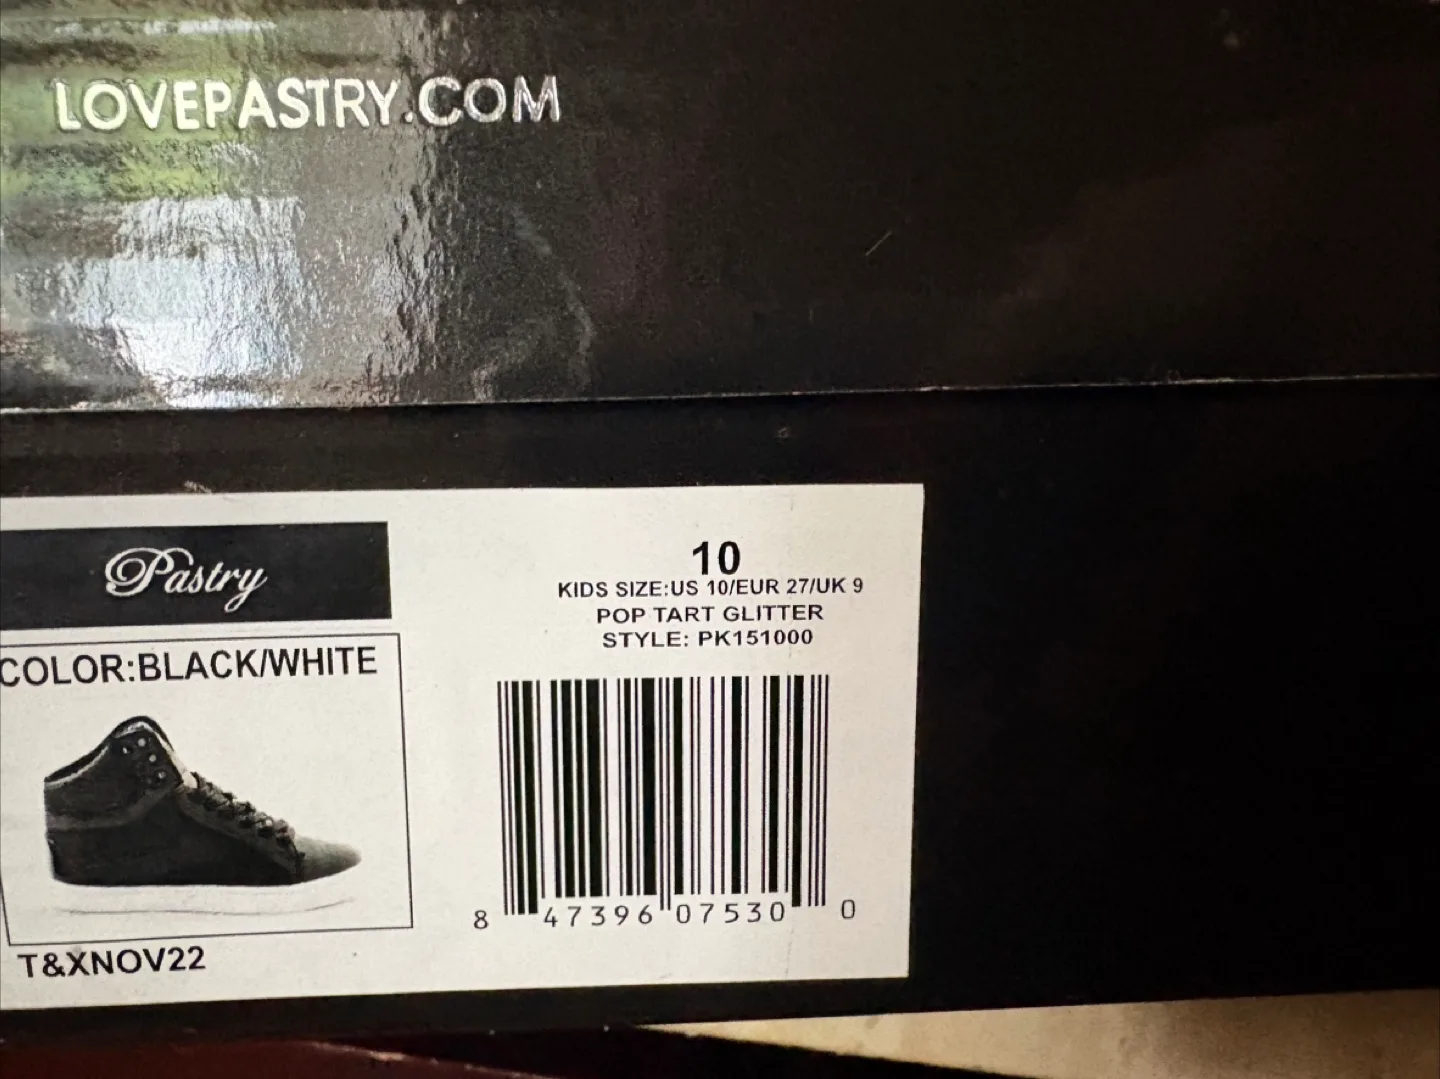 LOVEPASTRY.COM
Pastry
COLOR:BLACK/WHITE
T&XNOV22
10
KIDS SIZE:US 10/EUR 27/UK 9
POP TART GLITTER
STYLE: PK151000
8 47396 07530 0